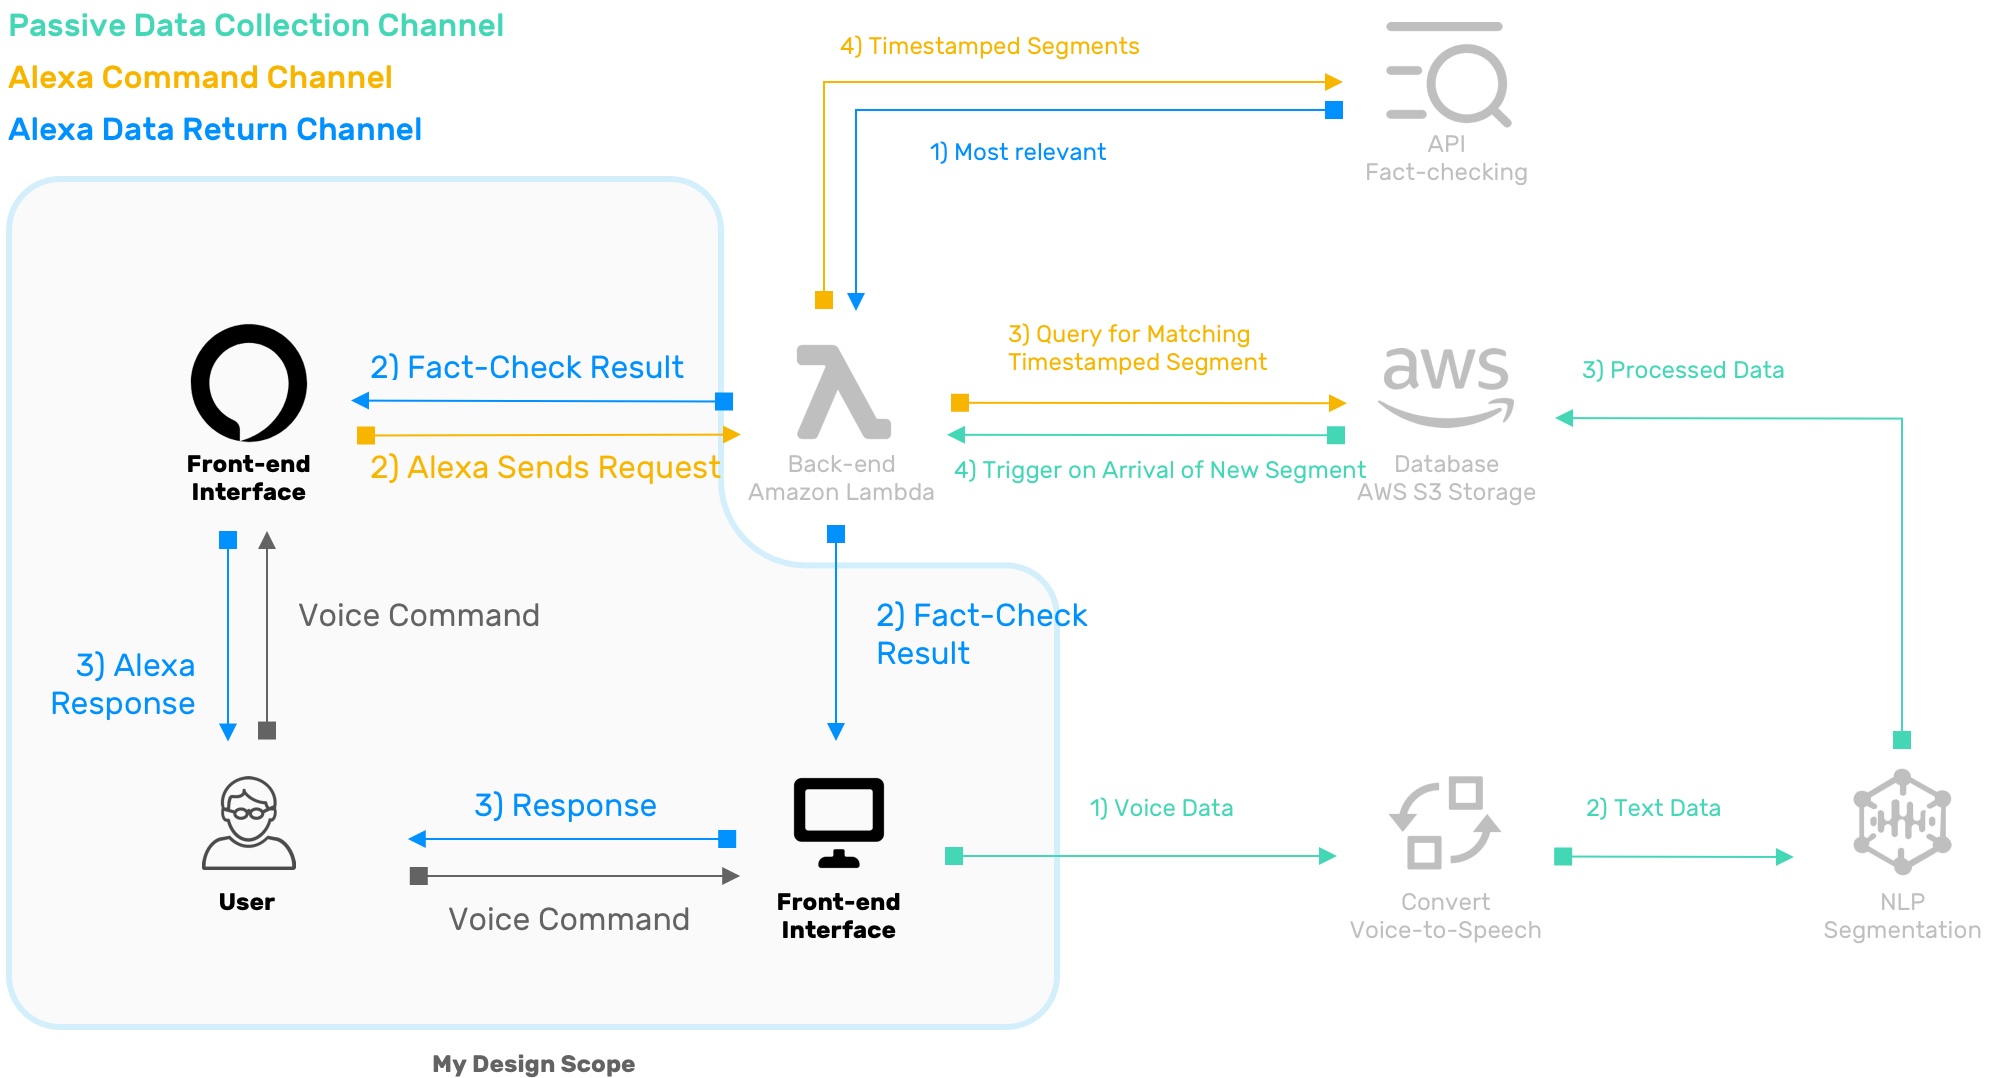 Passive Data Collection Channel
Alexa Command Channel
Alexa Data Return Channel
4) Timestamped Segments
1) Most relevant
API
Fact-checking
2) Fact-Check Result
2) Alexa Sends Request
Front-end
Interface
Back-end
Amazon Lambda
3) Query for Matching
Timestamped Segment
4) Trigger on Arrival of New Segment
aws
Database
AWS S3 Storage
3) Processed Data
Voice Command
3) Alexa
Response
2) Fact-Check
Result
User
3) Response
Voice Command
Front-end
Interface
1) Voice Data
Convert
Voice-to-Speech
2) Text Data
NLP
Segmentation
My Design Scope